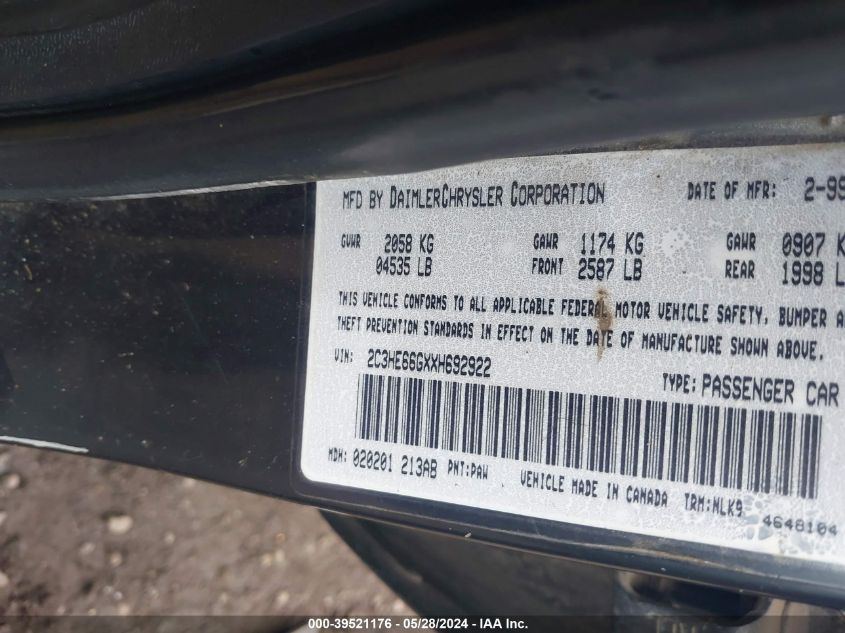 MFD BY DAIMLERCHRYSLER CORPORATION DATE OF MFR: 2-99
GVWR 2058 KG GAWR 1174 KG GAWR 0907 K
04535 LB FRONT 2587 LB REAR 1998 L
THIS VEHICLE CONFORMS TO ALL APPLICABLE FEDERAL MOTOR VEHICLE SAFETY, BUMPER A
THEFT PREVENTION STANDARDS IN EFFECT ON THE DATE OF MANUFACTURE SHOWN ABOVE.
VIN: 2C3HE66GXXH692922 TYPE: PASSENGER CAR
MDH: 020201 213AB PNT:PAW VEHICLE MADE IN CANADA TRM:NLK9 4648104
000-39521176 / 05/28/2024 - IAA Inc.